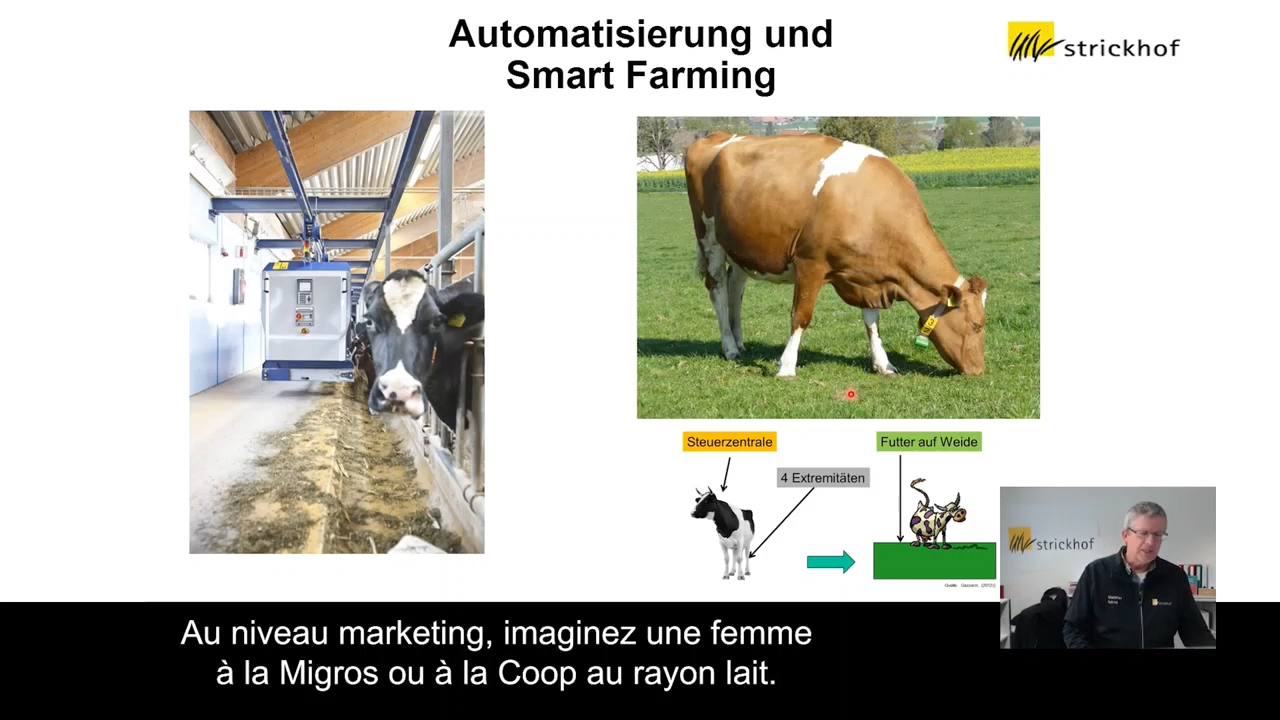 Automatisierung und
Smart Farming
strickhof
Steuerzentrale
Futter auf Weide
4 Extremitäten
strickhof
Au niveau marketing, imaginez une femme
à la Migros ou à la Coop au rayon lait.